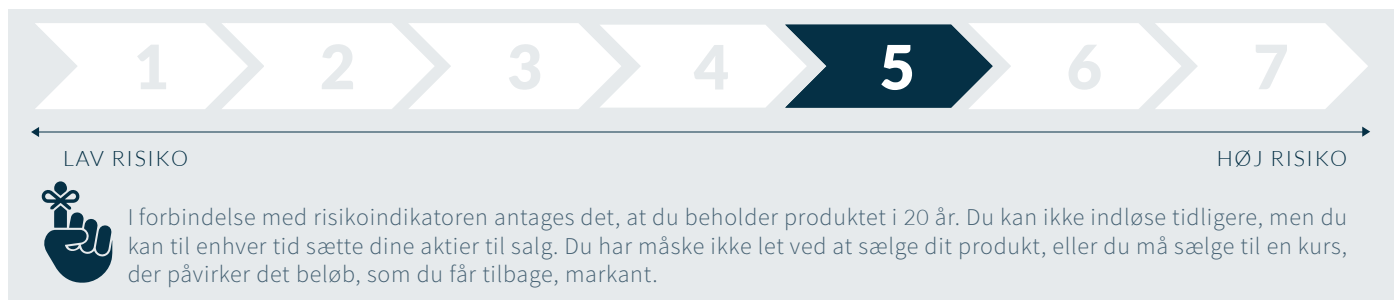 1 2 3 4 5 6 7
LAV RISIKO HØJ RISIKO
I forbindelse med risikoindikatoren antages det, at du beholder produktet i 20 år. Du kan ikke indløse tidligere, men du
kan til enhver tid sætte dine aktier til salg. Du har måske ikke let ved at sælge dit produkt, eller du må sælge til en kurs,
der påvirker det beløb, som du får tilbage, markant.